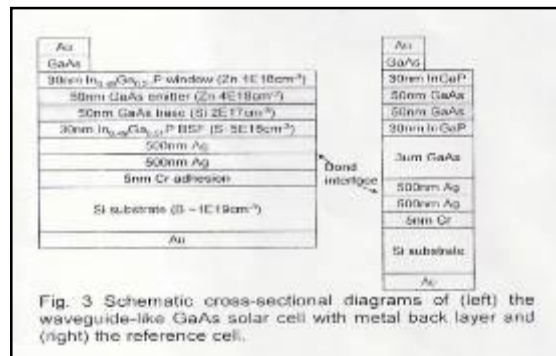 Au
GaAs
30nm In0.49Ga0.51P window (Zn 1E18cm-3)
50nm GaAs emitter (Zn 4E18cm-3)
50nm GaAs base (Si 2E17cm-3)
30nm In0.49Ga0.51P BSF (S 5E18cm-3)
500nm Ag
500nm Ag
5nm Cr adhesion
Si substrate (B ~1E19cm-3)
Au
Bond
interface
Au
GaAs
30nm InGaP
50nm GaAs
50nm GaAs
30nm InGaP
3um GaAs
500nm Ag
500nm Ag
5nm Cr
Si substrate
Au
Fig. 3 Schematic cross-sectional diagrams of (left) the
waveguide-like GaAs solar cell with metal back layer and
(right) the reference cell.